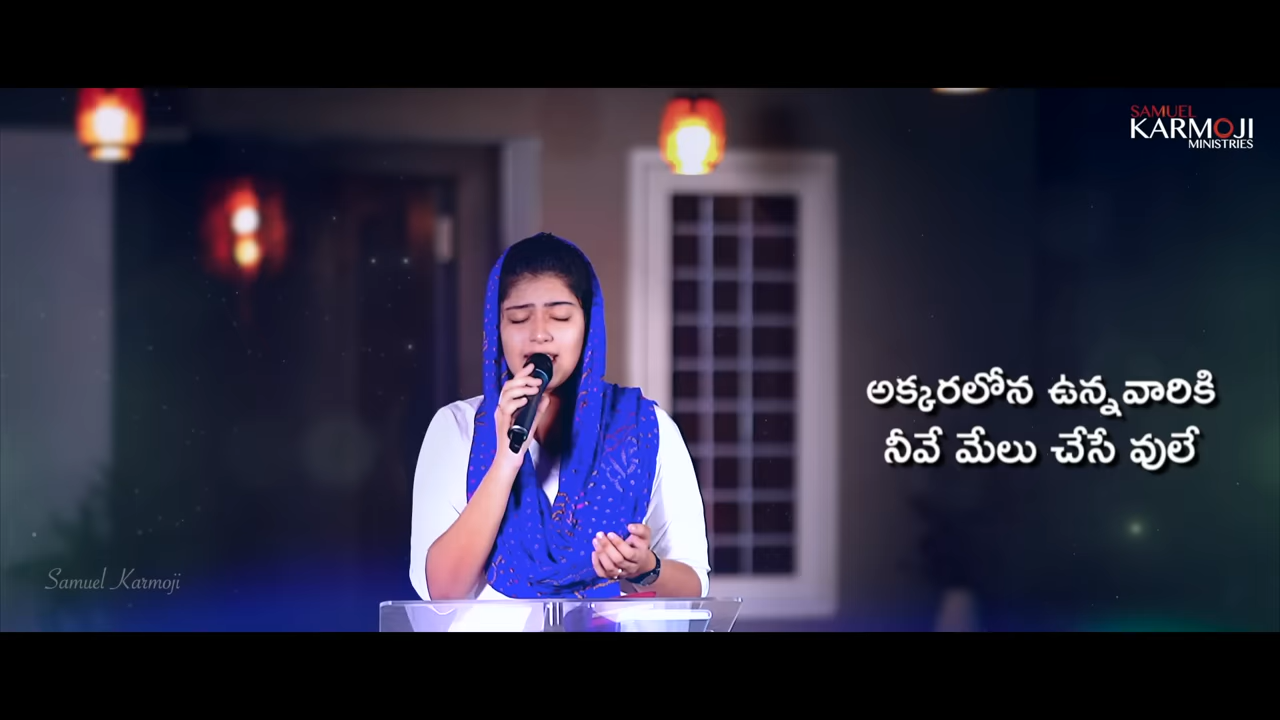 SAMUEL
KARMOJI
MINISTRIES
అక్కరలోన ఉన్నవారికి
నీవే మేలు చేసే వులే
Samuel Karmoji